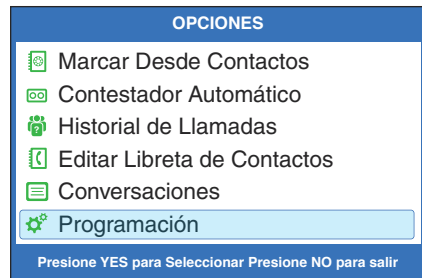 OPCIONES
Marcar Desde Contactos
Contestador Automático
Historial de Llamadas
Editar Libreta de Contactos
Conversaciones
Programación
Presione YES para Seleccionar Presione NO para salir